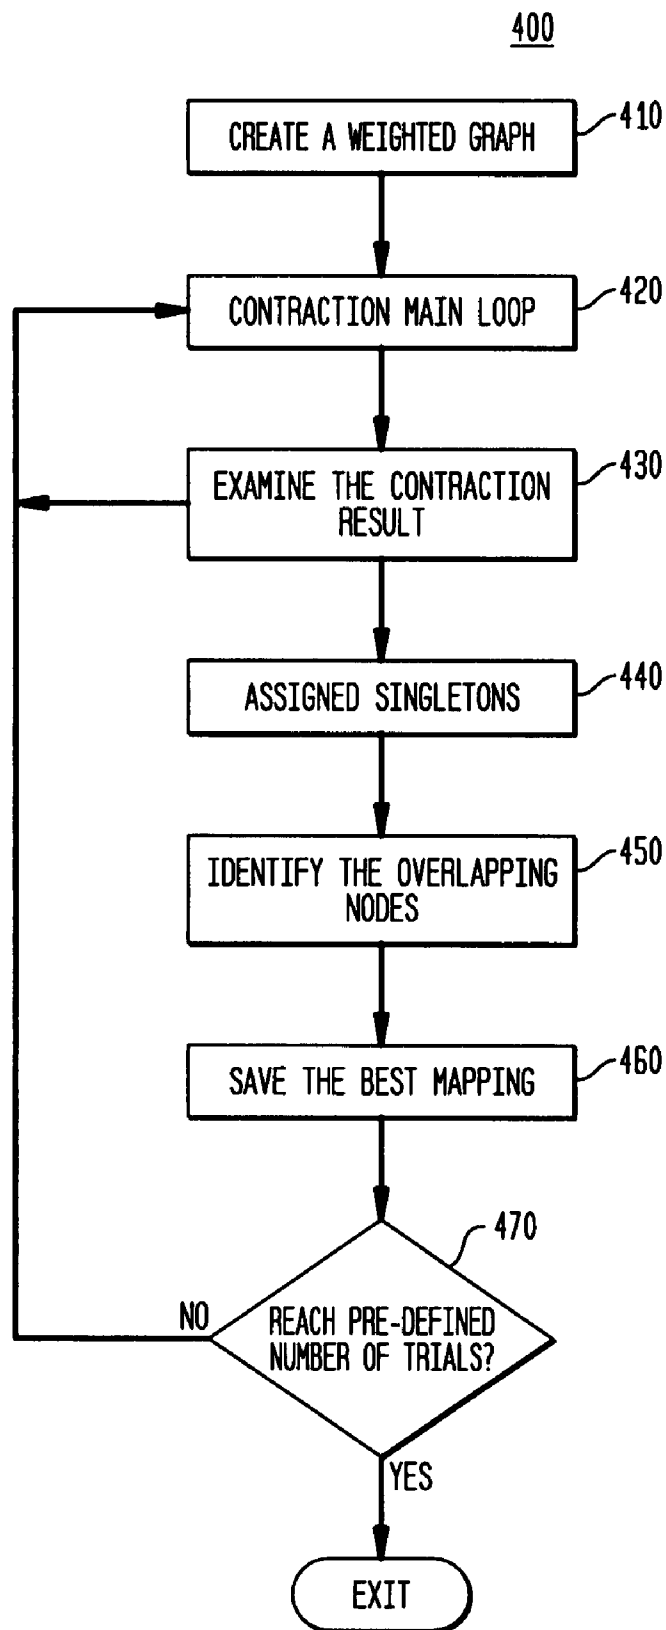 400
CREATE A WEIGHTED GRAPH
410
CONTRACTION MAIN LOOP
420
EXAMINE THE CONTRACTION
RESULT
430
ASSIGNED SINGLETONS
440
IDENTIFY THE OVERLAPPING
NODES
450
SAVE THE BEST MAPPING
460
470
NO
REACH PRE-DEFINED
NUMBER OF TRIALS?
YES
EXIT